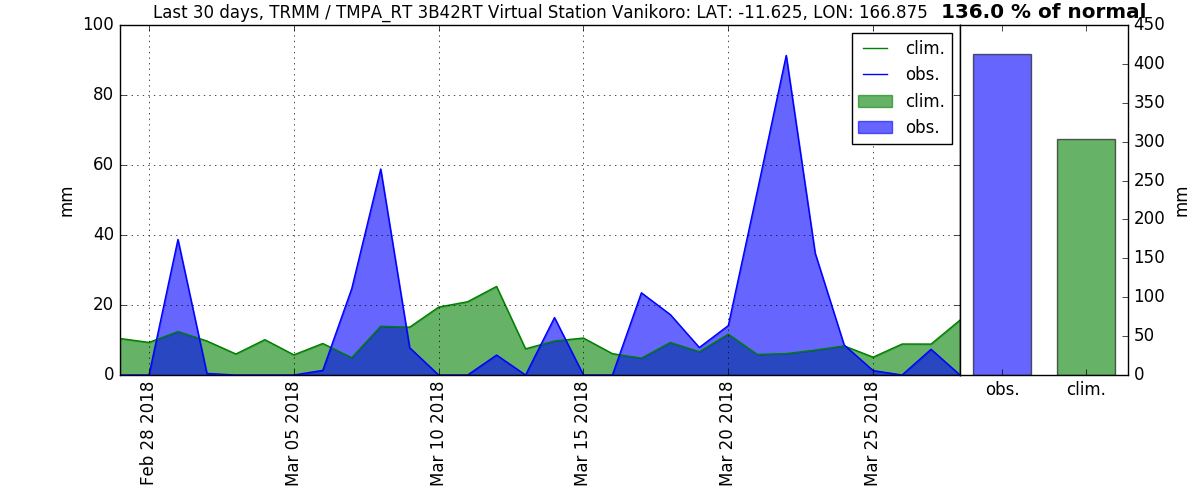 Last 30 days, TRMM / TMPA_RT 3B42RT Virtual Station Vanikoro: LAT: -11.625, LON: 166.875
136.0 % of normal
100
80
60
40
20
0
mm
clim.
obs.
clim.
obs.
Feb 28 2018
Mar 05 2018
Mar 10 2018
Mar 15 2018
Mar 20 2018
Mar 25 2018
450
400
350
300
250
200
150
100
50
0
mm
obs.
clim.